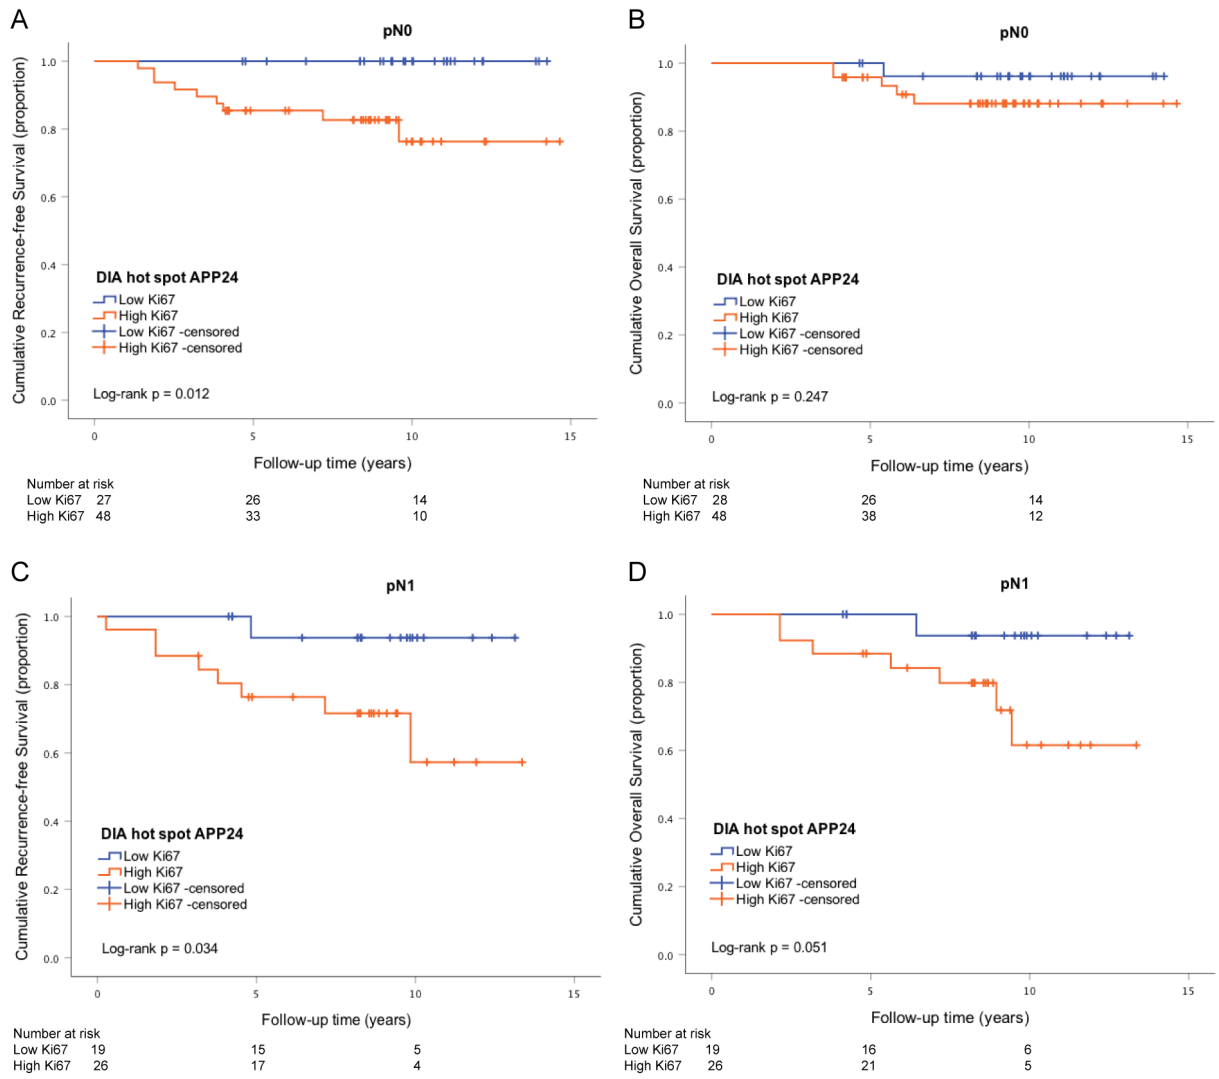 A
pN0
Cumulative Recurrence-free Survival (proportion)
1.0
0.8
0.6
0.4
0.2
0.0
DIA hot spot APP24
Low Ki67
High Ki67
Low Ki67 -censored
High Ki67 -censored
Log-rank p = 0.012
0 5 10 15
Follow-up time (years)
Number at risk
Low Ki67 27 26 14
High Ki67 48 33 10
B
pN0
Cumulative Overall Survival (proportion)
1.0
0.8
0.6
0.4
0.2
0.0
DIA hot spot APP24
Low Ki67
High Ki67
Low Ki67 -censored
High Ki67 -censored
Log-rank p = 0.247
0 5 10 15
Follow-up time (years)
Number at risk
Low Ki67 28 26 14
High Ki67 48 38 12
C
pN1
Cumulative Recurrence-free Survival (proportion)
1.0
0.8
0.6
0.4
0.2
0.0
DIA hot spot APP24
Low Ki67
High Ki67
Low Ki67 -censored
High Ki67 -censored
Log-rank p = 0.034
0 5 10 15
Follow-up time (years)
Number at risk
Low Ki67 19 15 5
High Ki67 26 17 4
D
pN1
Cumulative Overall Survival (proportion)
1.0
0.8
0.6
0.4
0.2
0.0
DIA hot spot APP24
Low Ki67
High Ki67
Low Ki67 -censored
High Ki67 -censored
Log-rank p = 0.051
0 5 10 15
Follow-up time (years)
Number at risk
Low Ki67 19 16 6
High Ki67 26 21 5